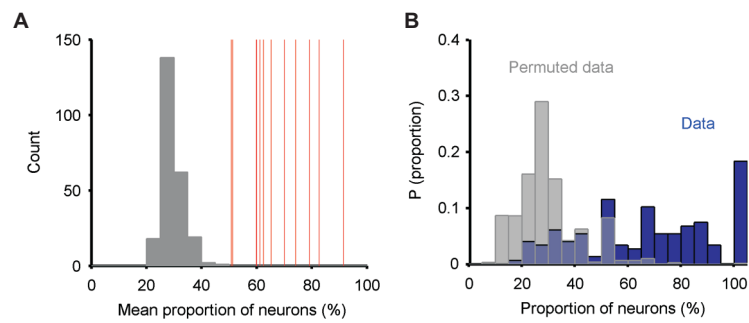 A
150
100
50
0
Count
0 20 40 60 80 100
Mean proportion of neurons (%)
B
0.4
0.3
0.2
0.1
0
P (proportion)
Permuted data
Data
0 20 40 60 80 100
Proportion of neurons (%)